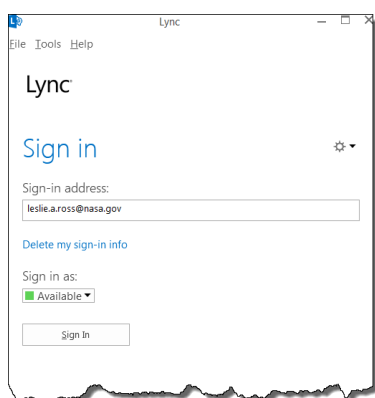 Lync
File Tools Help
Lync
Sign in
Sign-in address:
leslie.a.ross@nasa.gov
Delete my sign-in info
Sign in as:
Available
Sign In